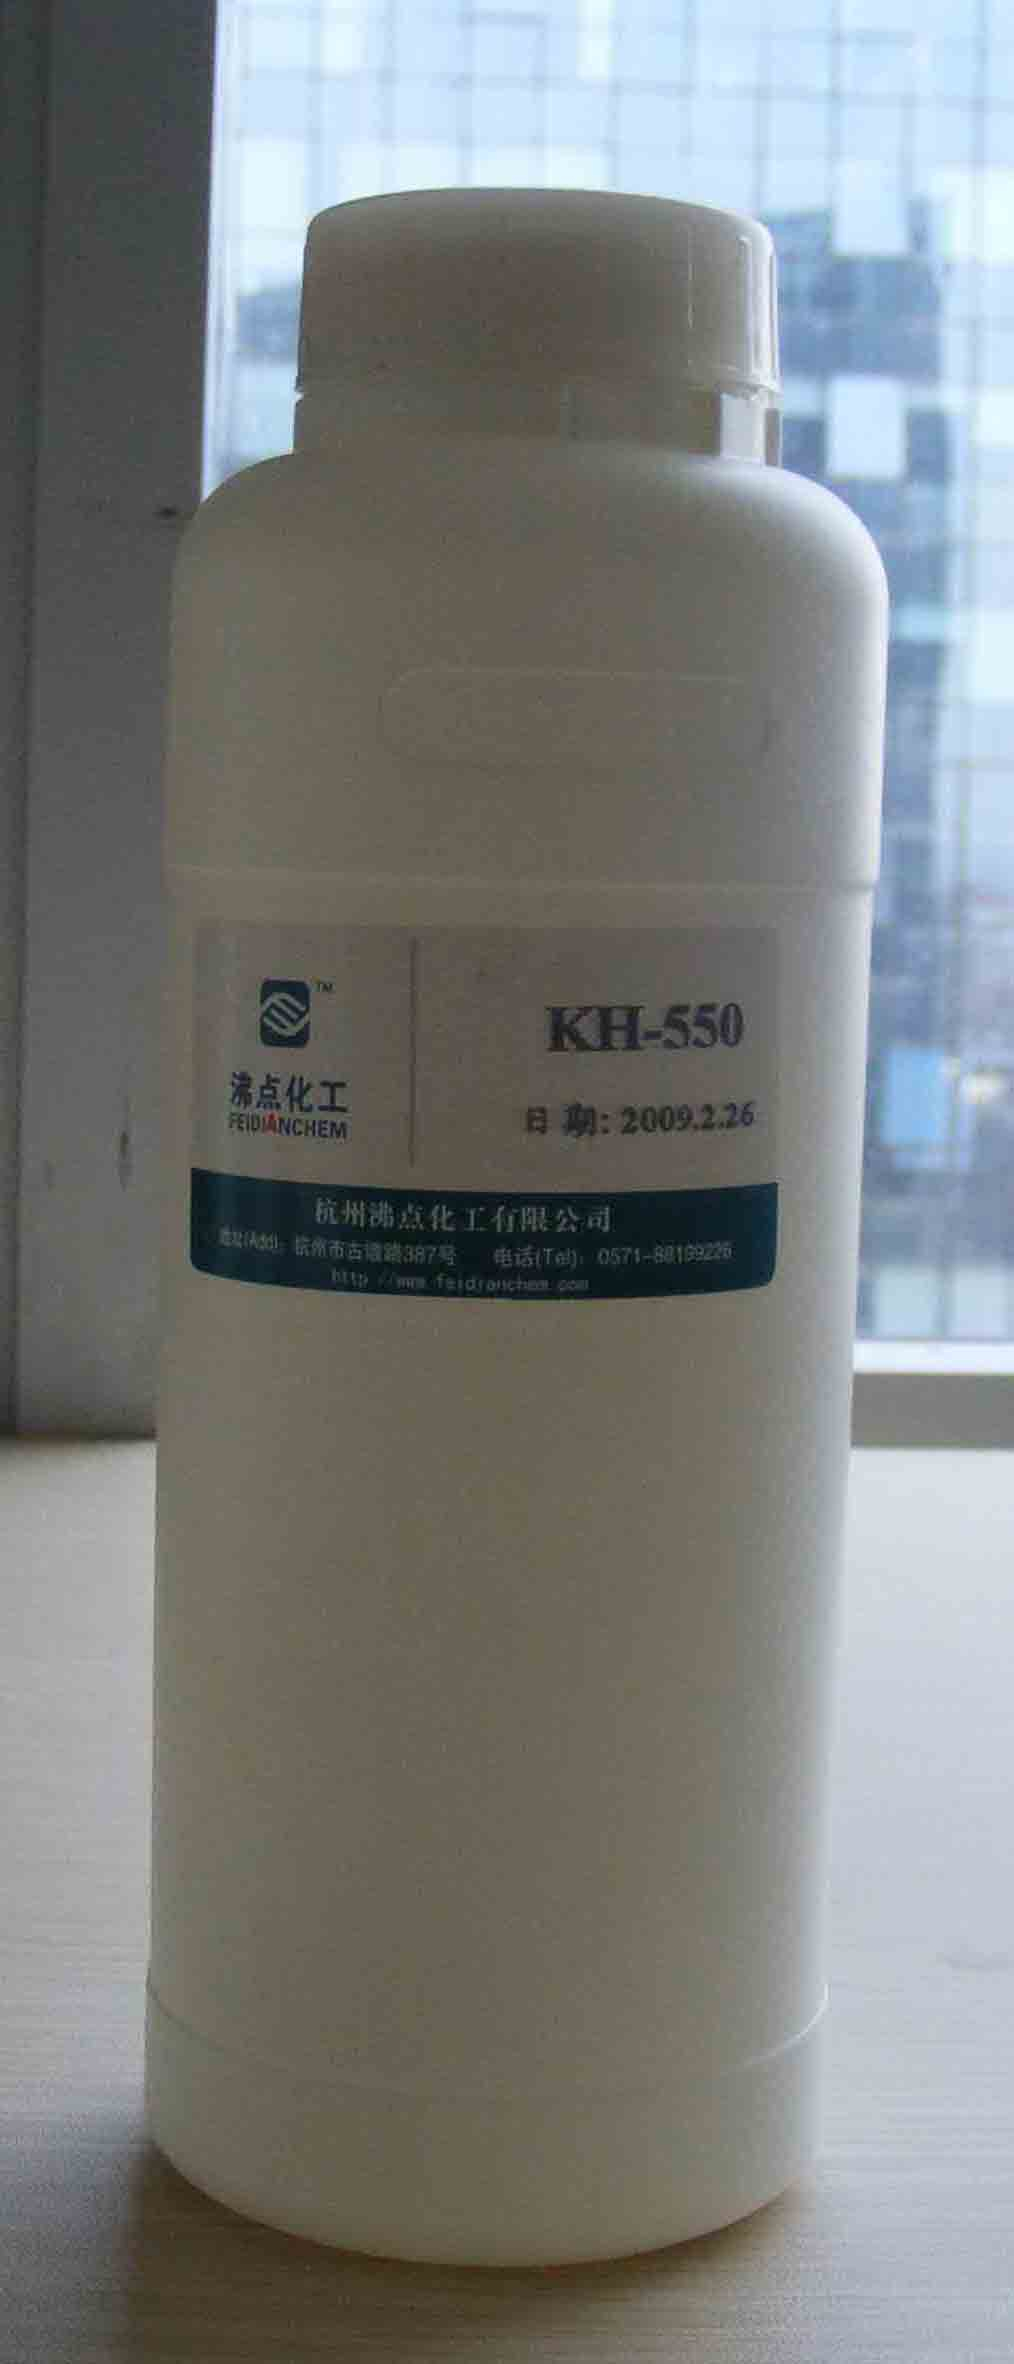 TM
沸点化工
FEIDIANCHEM
KH-550
日 期: 2009.2.26
杭州沸点化工有限公司
地址(Add): 杭州市古墩路387号 电话(Tel): 0571-88199226
http://www.feidianchem.com